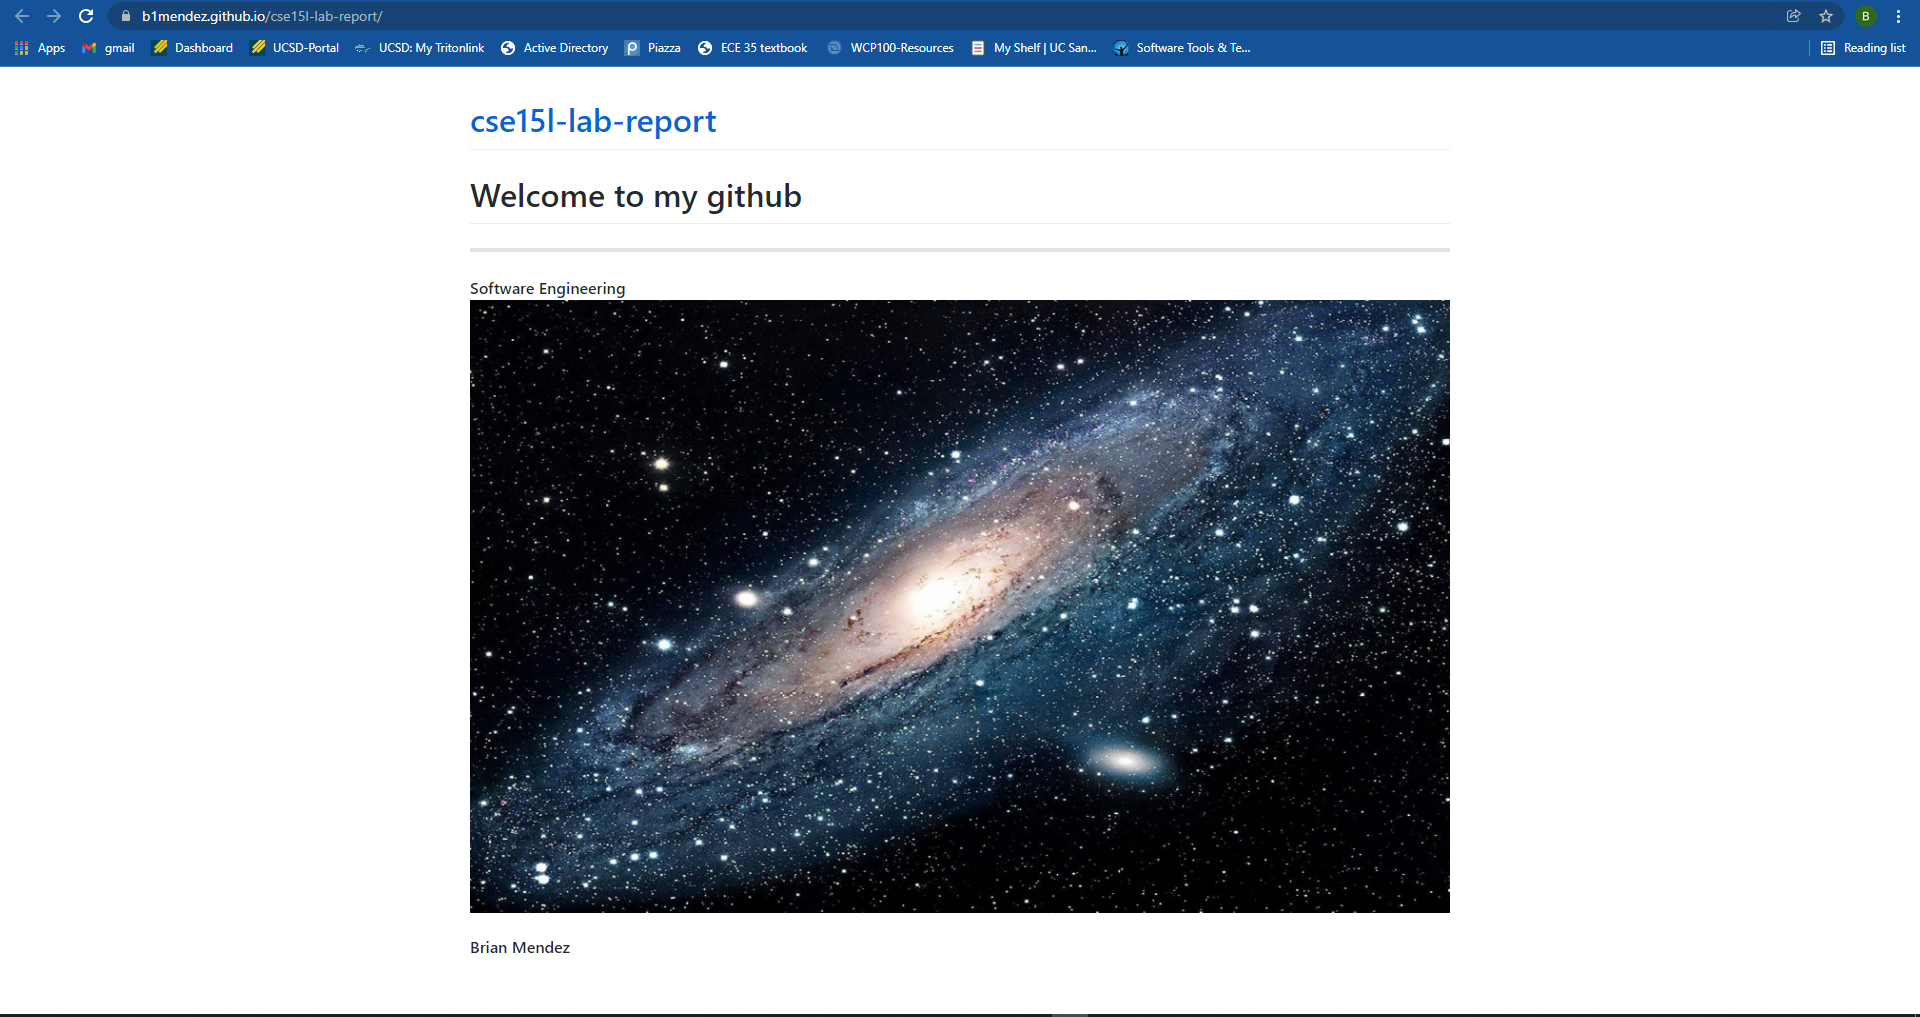 b1mendez.github.io/cse15l-lab-report/
B
Apps gmail Dashboard UCSD-Portal UCSD: My Tritonlink Active Directory Piazza ECE 35 textbook WCP100-Resources My Shelf | UC San... Software Tools & Te... Reading list
cse15l-lab-report
Welcome to my github
Software Engineering
Brian Mendez